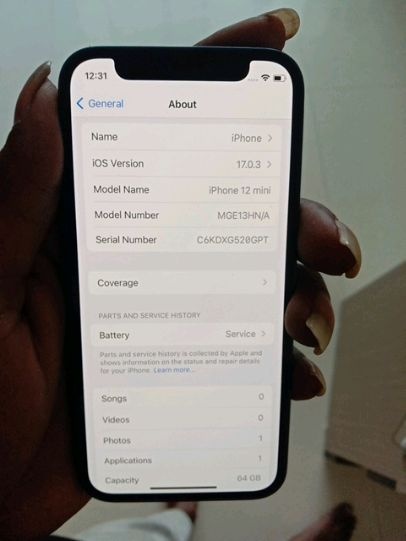 12:31
General
About
Name iPhone
iOS Version 17.0.3
Model Name iPhone 12 mini
Model Number MGE13HN/A
Serial Number C6KDXG520GPT
Coverage
PARTS AND SERVICE HISTORY
Battery Service
Parts and service history is collected by Apple and
shows information on the status and repair details
for your iPhone. Learn more...
Songs 0
Videos 0
Photos 1
Applications 1
Capacity 64 GB